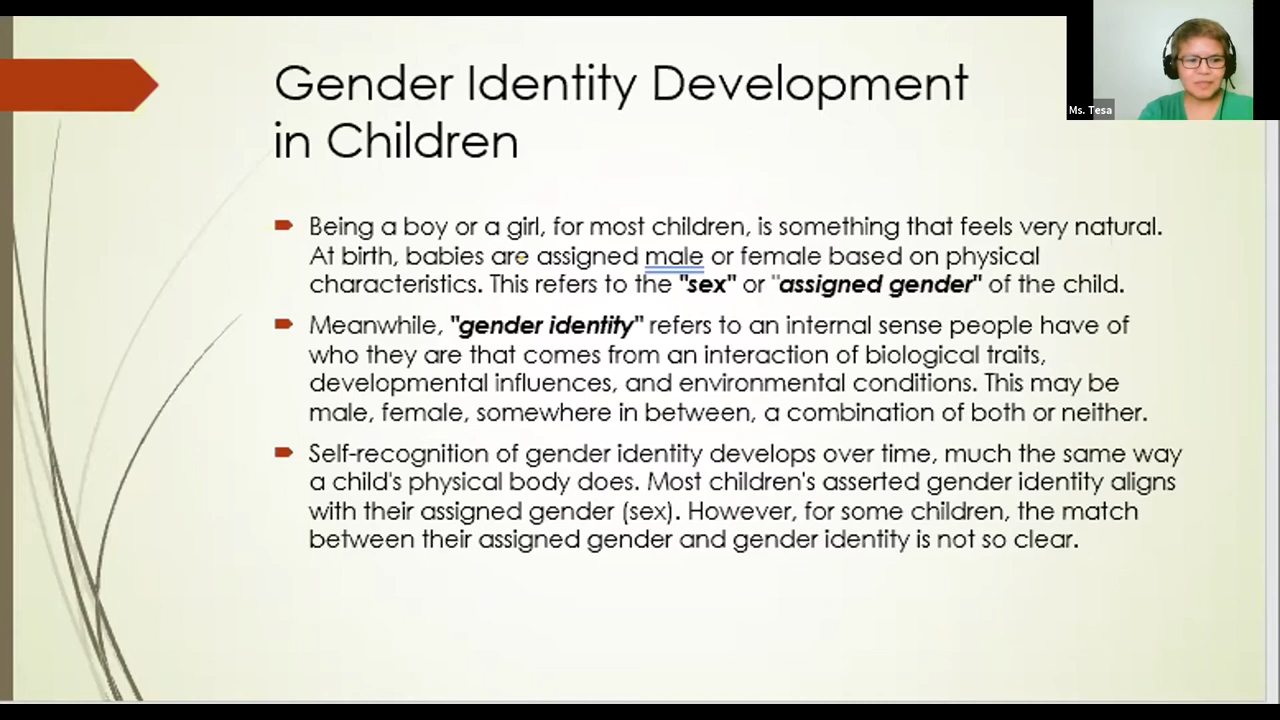 Gender Identity Development
in Children
Ms. Tesa
Being a boy or a girl, for most children, is something that feels very natural.
At birth, babies are assigned male or female based on physical
characteristics. This refers to the "sex" or "assigned gender" of the child.
Meanwhile, "gender identity" refers to an internal sense people have of
who they are that comes from an interaction of biological traits,
developmental influences, and environmental conditions. This may be
male, female, somewhere in between, a combination of both or neither.
Self-recognition of gender identity develops over time, much the same way
a child's physical body does. Most children's asserted gender identity aligns
with their assigned gender (sex). However, for some children, the match
between their assigned gender and gender identity is not so clear.